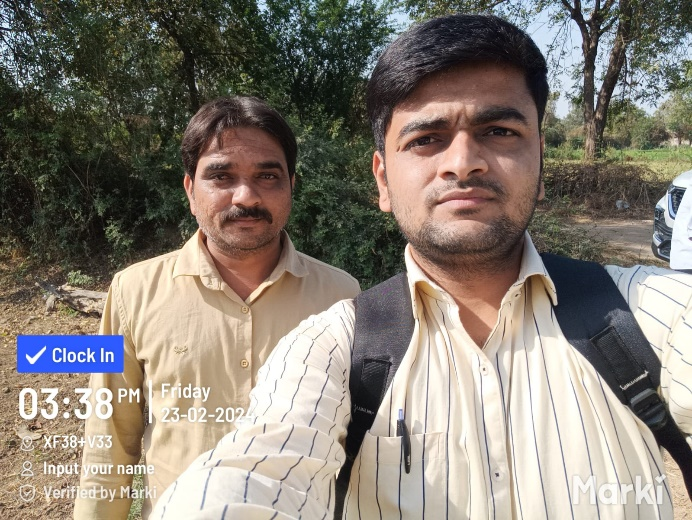 Clock In
03:38 PM
Friday
23-02-2024
XF38+V33
Input your name
Verified by Marki
Marki